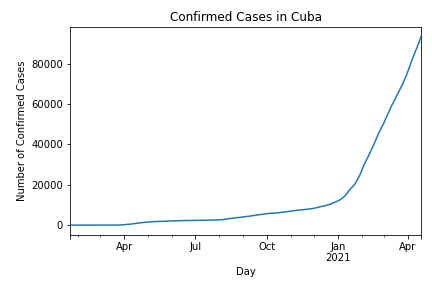 Confirmed Cases in Cuba
Number of Confirmed Cases
80000
60000
40000
20000
0
Apr Jul Oct Jan Apr
2021
Day